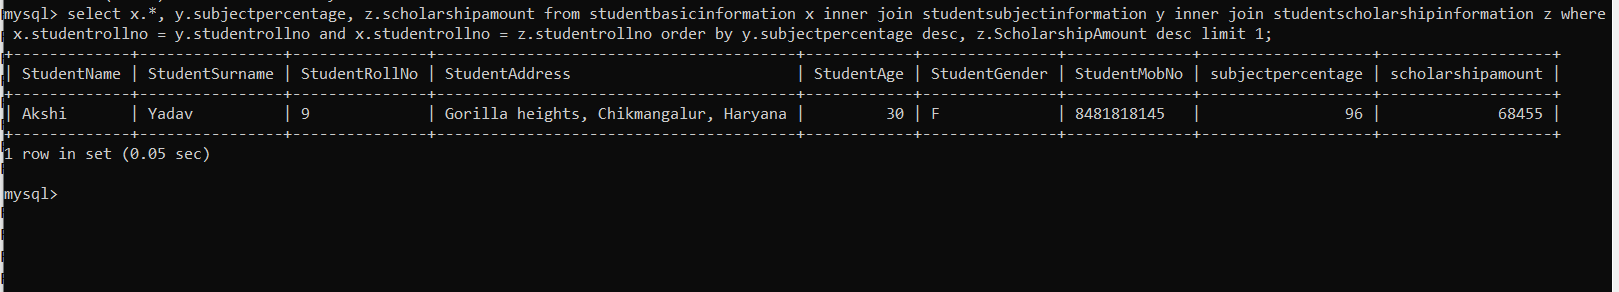 mysql> select x.*, y.subjectpercentage, z.scholarshipamount from studentbasicinformation x inner join studentsubjectinformation y inner join studentscholarshipinformation z where
x.studentrollno = y.studentrollno and x.studentrollno = z.studentrollno order by y.subjectpercentage desc, z.ScholarshipAmount desc limit 1;
+-------------+----------------+---------------+----------------------------------------+------------+---------------+--------------+-------------------+-------------------+
| StudentName | StudentSurname | StudentRollNo | StudentAddress                         | StudentAge | StudentGender | StudentMobNo | subjectpercentage | scholarshipamount |
+-------------+----------------+---------------+----------------------------------------+------------+---------------+--------------+-------------------+-------------------+
| Akshi       | Yadav          | 9             | Gorilla heights, Chikmangalur, Haryana |         30 | F             | 8481818145   |                96 |             68455 |
+-------------+----------------+---------------+----------------------------------------+------------+---------------+--------------+-------------------+-------------------+
1 row in set (0.05 sec)
mysql>